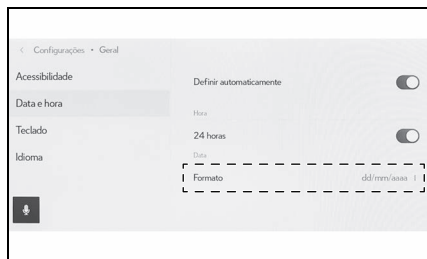 Configurações • Geral
Acessibilidade
Data e hora
Teclado
Idioma
Definir automaticamente
Hora
24 horas
Data
Formato dd/mm/aaaa